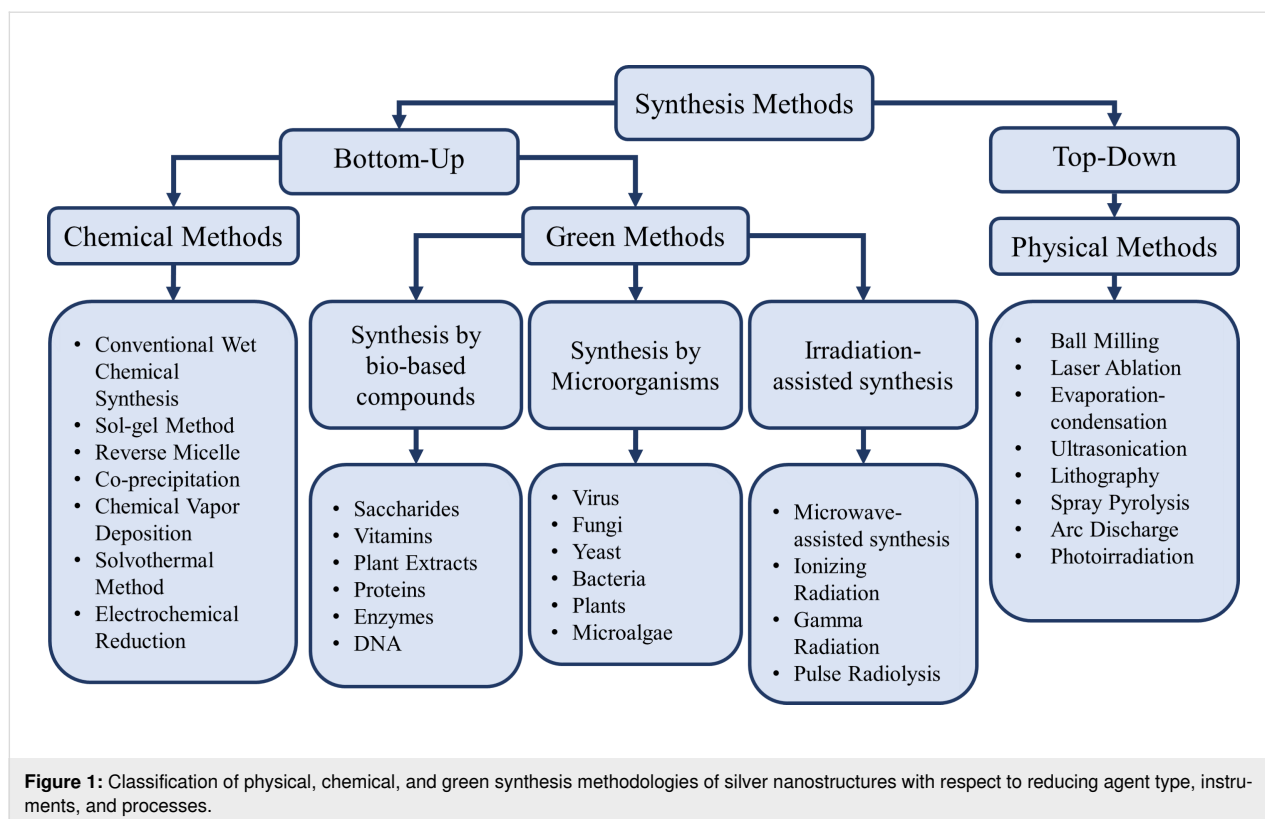 Synthesis Methods
Bottom-Up
Top-Down
Chemical Methods
Green Methods
Physical Methods
• Conventional Wet
Chemical
Synthesis
• Sol-gel Method
• Reverse Micelle
• Co-precipitation
• Chemical Vapor
Deposition
• Solvothermal
Method
• Electrochemical
Reduction
Synthesis by
bio-based
compounds
• Saccharides
• Vitamins
• Plant Extracts
• Proteins
• Enzymes
• DNA
Synthesis by
Microorganisms
• Virus
• Fungi
• Yeast
• Bacteria
• Plants
• Microalgae
Irradiation-
assisted synthesis
• Microwave-
assisted synthesis
• Ionizing
Radiation
• Gamma
Radiation
• Pulse Radiolysis
• Ball Milling
• Laser Ablation
• Evaporation-
condensation
• Ultrasonication
• Lithography
• Spray Pyrolysis
• Arc Discharge
• Photoirradiation
Figure 1: Classification of physical, chemical, and green synthesis methodologies of silver nanostructures with respect to reducing agent type, instru-
ments, and processes.